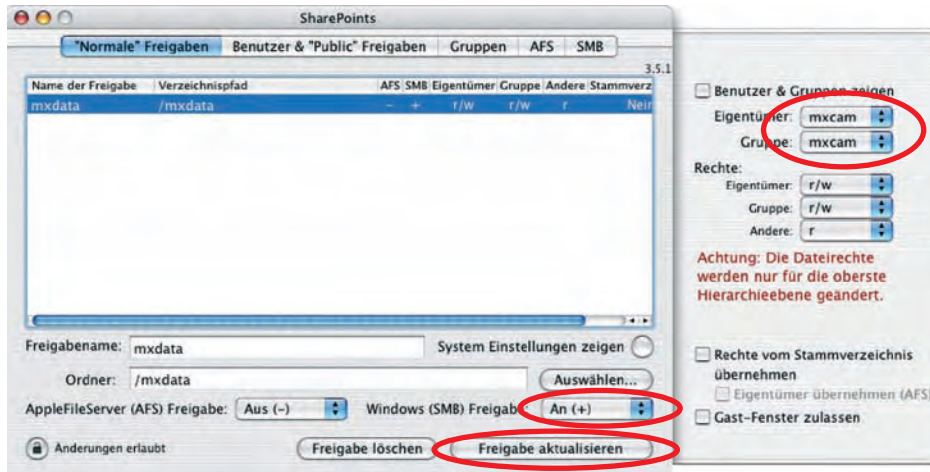 SharePoints
"Normale" Freigaben Benutzer & "Public" Freigaben Gruppen AFS SMB
3.5.1
Name der Freigabe Verzeichnispfad AFS SMB Eigentümer Gruppe Andere Stammverz
mxdata /mxdata – + r/w r/w r Nein
Freigabename: mxdata System Einstellungen zeigen
Ordner: /mxdata Auswählen...
AppleFileServer (AFS) Freigabe: Aus (–) Windows (SMB) Freigabe: An (+)
Änderungen erlaubt Freigabe löschen Freigabe aktualisieren
Benutzer & Gruppen zeigen
Eigentümer: mxcam
Gruppe: mxcam
Rechte:
Eigentümer: r/w
Gruppe: r/w
Andere: r
Achtung: Die Dateirechte
werden nur für die oberste
Hierarchieebene geändert.
Rechte vom Stammverzeichnis
übernehmen
Eigentümer übernehmen (AFS)
Gast-Fenster zulassen